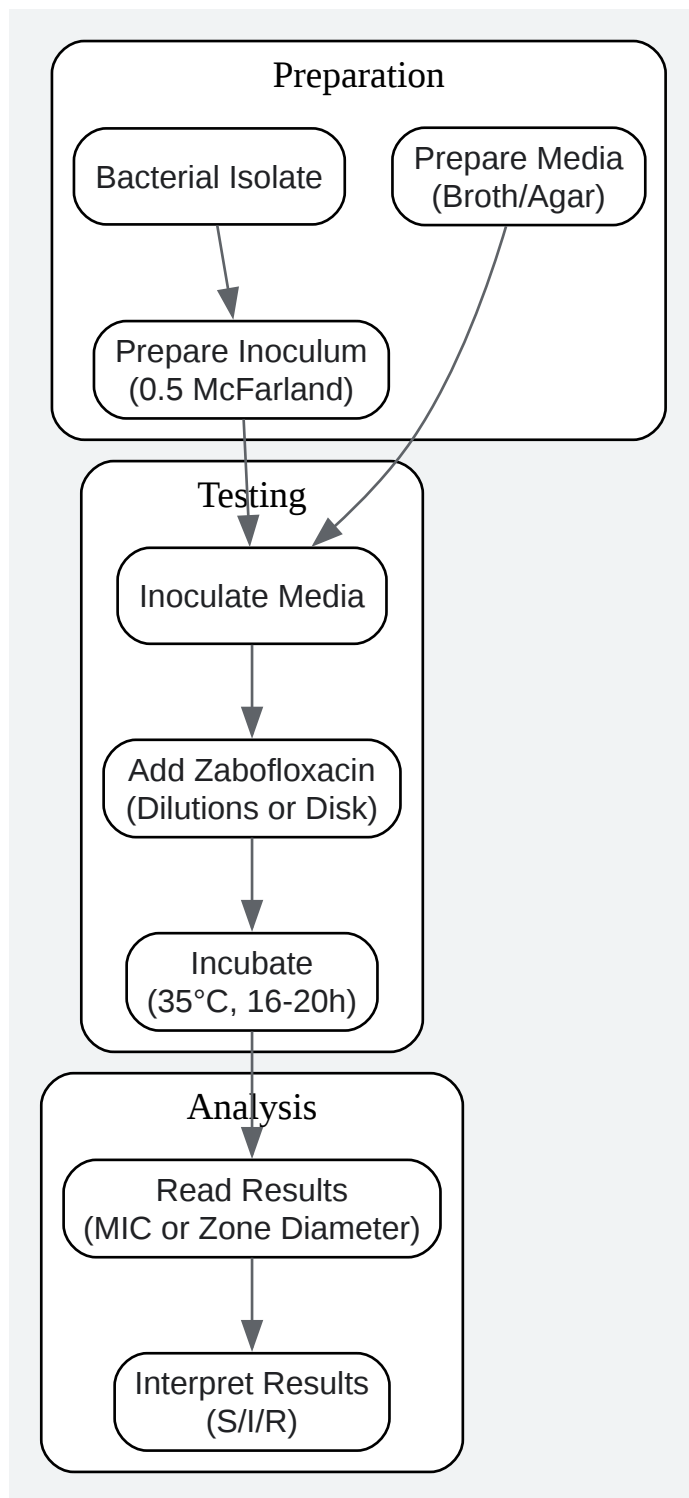 Preparation
Bacterial Isolate
Prepare Media
(Broth/Agar)
Prepare Inoculum
(0.5 McFarland)
Testing
Inoculate Media
Add Zabofloxacin
(Dilutions or Disk)
Incubate
(35°C, 16-20h)
Analysis
Read Results
(MIC or Zone Diameter)
Interpret Results
(S/I/R)